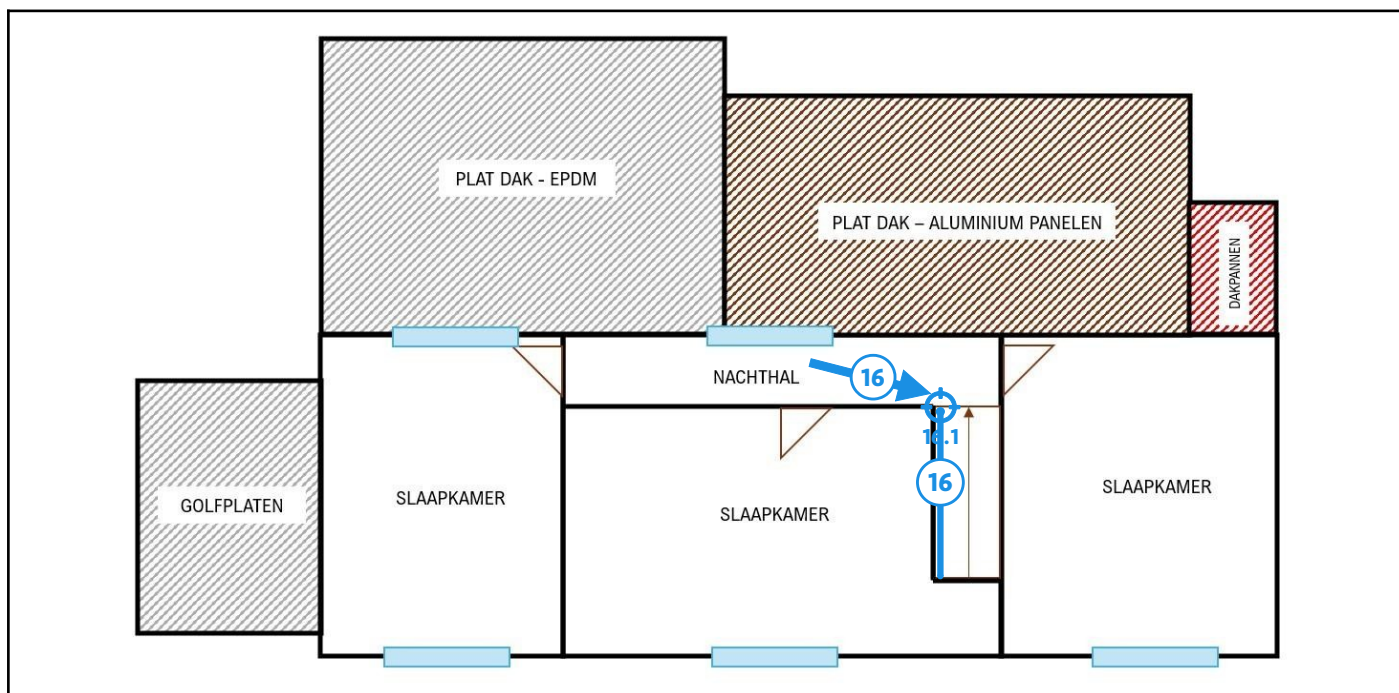 PLAT DAK - EPDM
PLAT DAK – ALUMINIUM PANELEN
DAKPANNEN
NACHTHAL
16
16.1
16
GOLFPLATEN
SLAAPKAMER
SLAAPKAMER
SLAAPKAMER